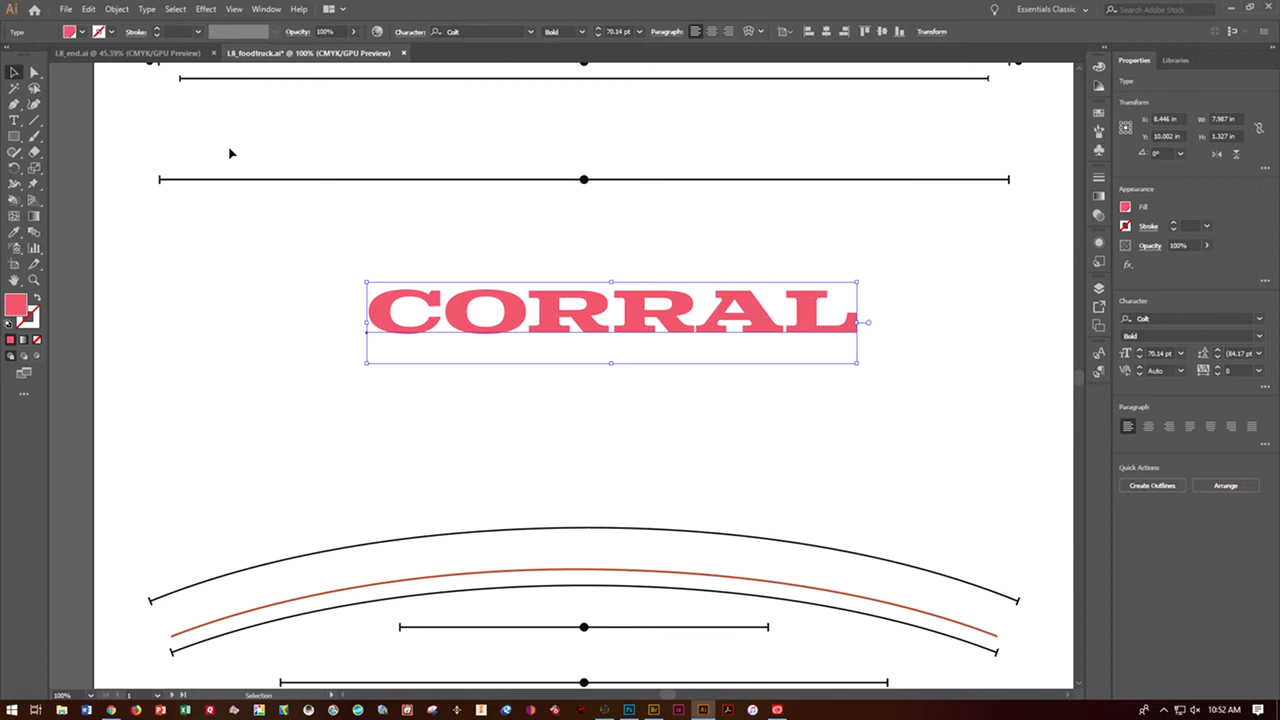 Ai File Edit Object Type Select Effect View Window Help Essentials Classic Search Adobe Stock
Type Stroke: Opacity: 100% Character: Colt Bold 70.14 pt Paragraph: Transform
L8_end.ai @ 45.39% (CMYK/GPU Preview) × L8_foodtruck.ai* @ 100% (CMYK/GPU Preview) ×
Properties Libraries
Type
Transform
X: 8.446 in W: 7.987 in
Y: 10.002 in H: 1.327 in
0°
Appearance
Fill
Stroke
Opacity 100%
fx.
CORRAL
Character
Colt
Bold
70.14 pt (84.17 pt
Auto 0
Paragraph
Quick Actions
Create Outlines Arrange
100% 1 Selection
10:52 AM